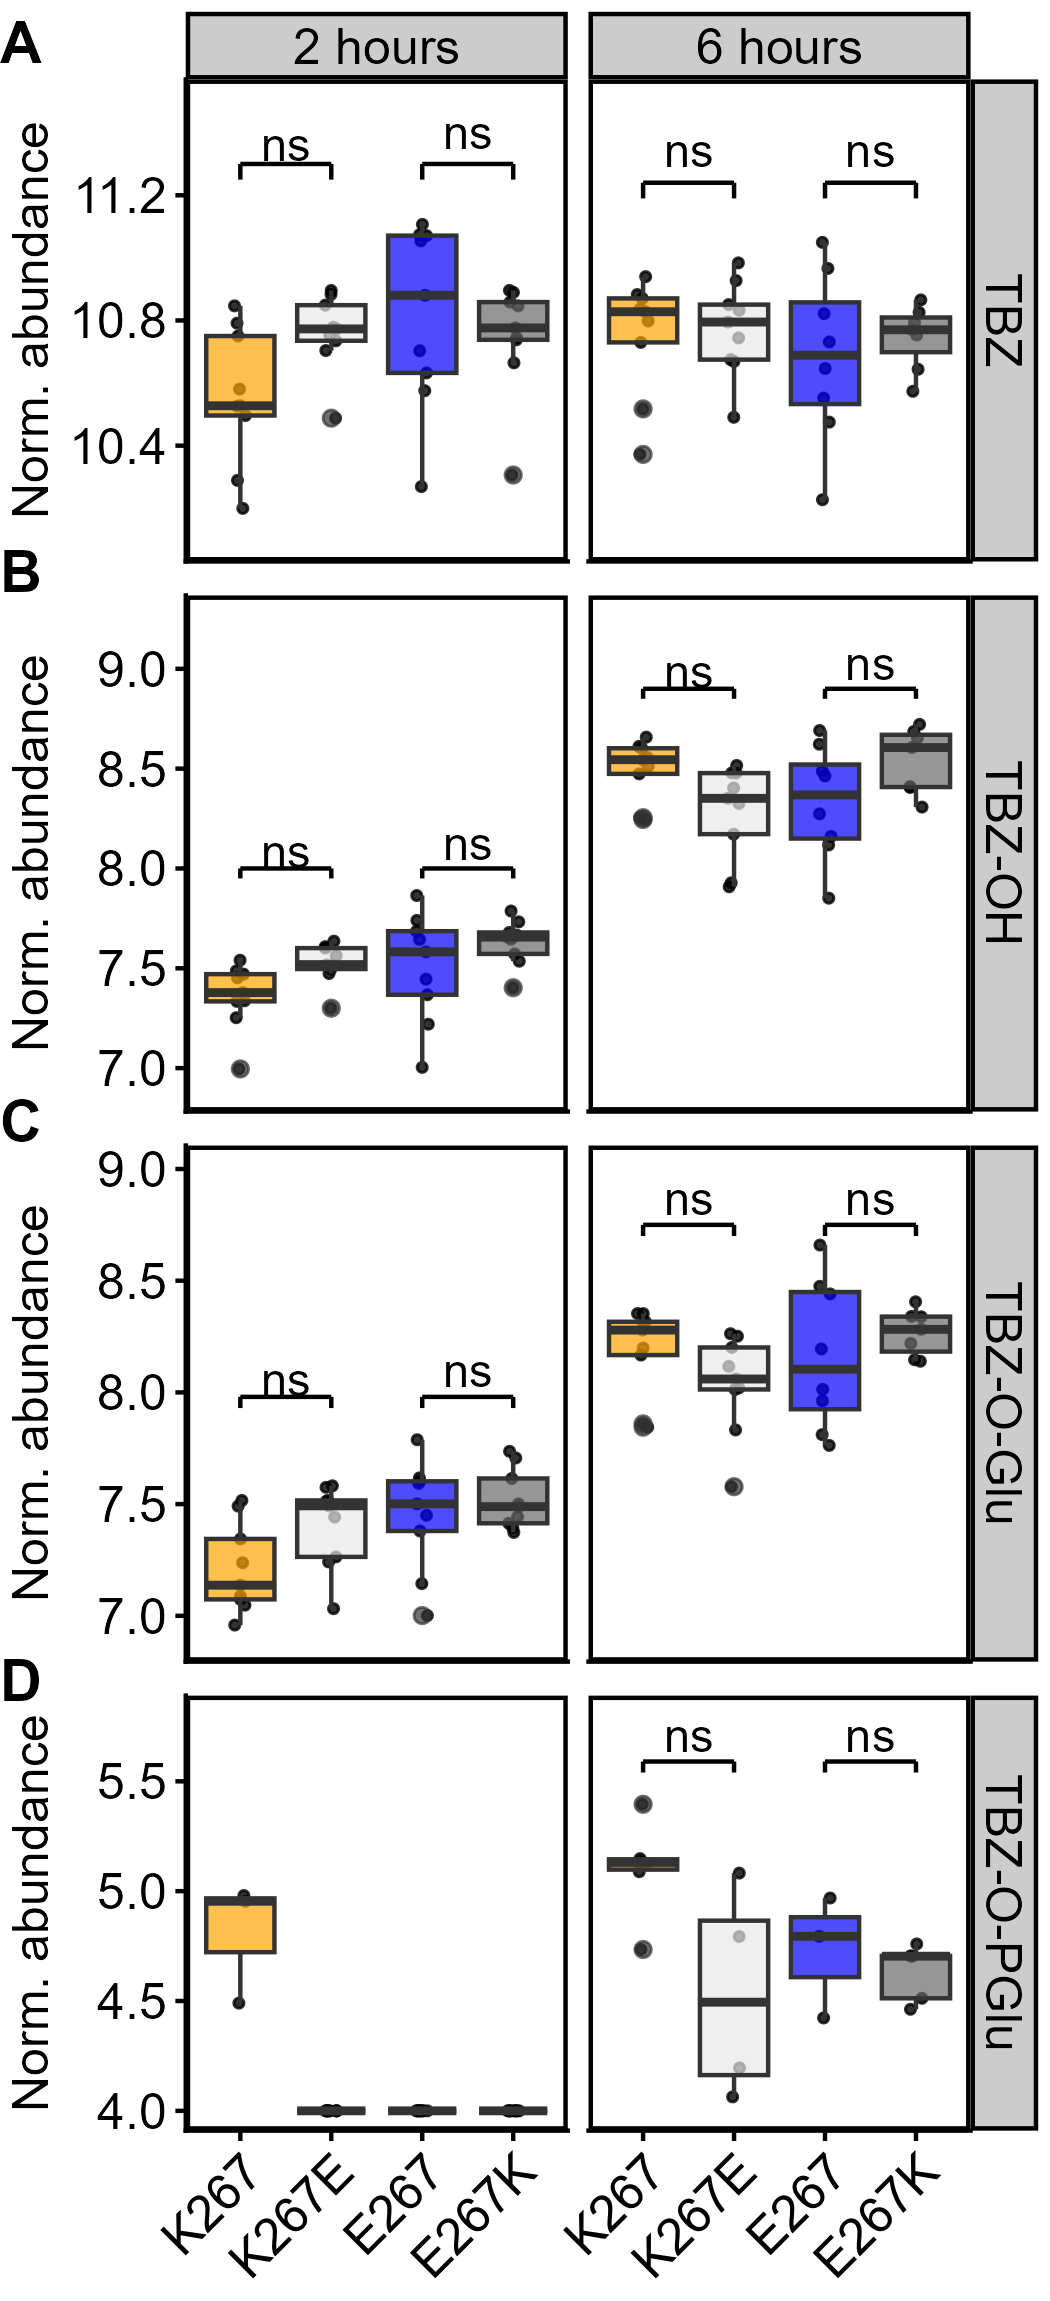 A
2 hours
6 hours
Norm. abundance
11.2
10.8
10.4
ns
ns
ns
ns
TBZ
B
Norm. abundance
9.0
8.5
8.0
7.5
7.0
ns
ns
ns
ns
TBZ-OH
C
Norm. abundance
9.0
8.5
8.0
7.5
7.0
ns
ns
ns
ns
TBZ-O-Glu
D
Norm. abundance
5.5
5.0
4.5
4.0
ns
ns
TBZ-O-PGlu
K267
K267E
E267
E267K
K267
K267E
E267
E267K